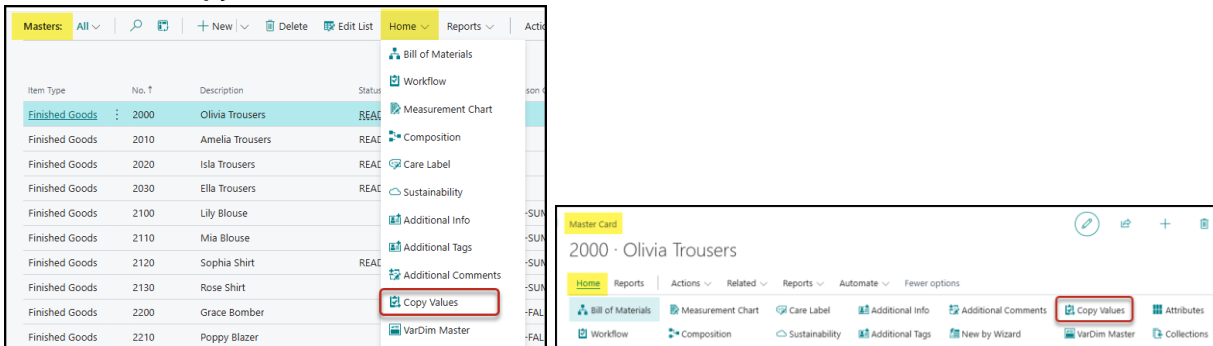 Masters: All + New Delete Edit List Home Reports
Bill of Materials
Workflow
Item Type No. ↑ Description
Finished Goods 2000 Olivia Trousers Measurement Chart
Finished Goods 2010 Amelia Trousers Composition
Finished Goods 2020 Isla Trousers Care Label
Finished Goods 2030 Ella Trousers Sustainability
Finished Goods 2100 Lily Blouse Additional Info
Finished Goods 2110 Mia Blouse Additional Tags
Finished Goods 2120 Sophia Shirt Additional Comments
Finished Goods 2130 Rose Shirt Copy Values
Finished Goods 2200 Grace Bomber
Finished Goods 2210 Poppy Blazer VarDim Master
Master Card
2000 · Olivia Trousers
Home Reports Actions Related Reports Automate Fewer options
Bill of Materials Measurement Chart Care Label Additional Info Additional Comments Copy Values Attributes
Workflow Composition Sustainability Additional Tags New by Wizard VarDim Master Collections